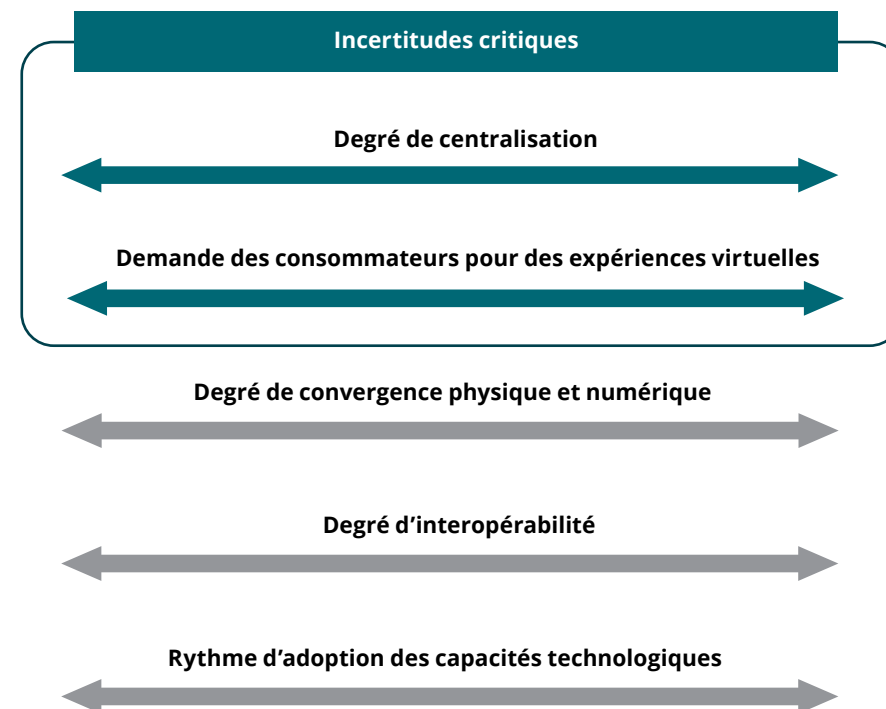 Incertitudes critiques
Degré de centralisation
Demande des consommateurs pour des expériences virtuelles
Degré de convergence physique et numérique
Degré d’interopérabilité
Rythme d’adoption des capacités technologiques